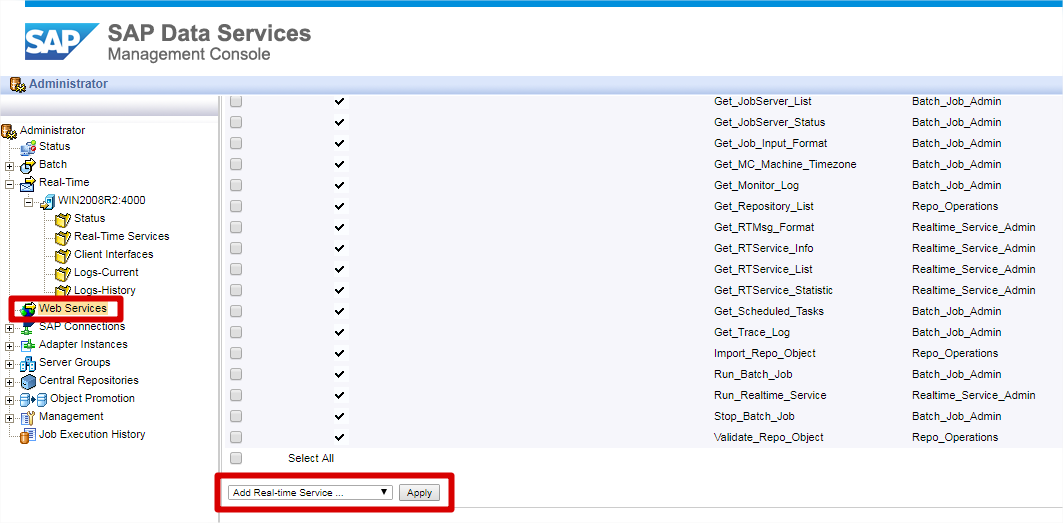 SAP
SAP Data Services
Management Console
Administrator
Administrator
Status
Batch
Real-Time
WIN2008R2:4000
Status
Real-Time Services
Client Interfaces
Logs-Current
Logs-History
Web Services
SAP Connections
Adapter Instances
Server Groups
Central Repositories
Object Promotion
Management
Job Execution History
Get_JobServer_List Batch_Job_Admin
Get_JobServer_Status Batch_Job_Admin
Get_Job_Input_Format Batch_Job_Admin
Get_MC_Machine_Timezone Batch_Job_Admin
Get_Monitor_Log Batch_Job_Admin
Get_Repository_List Repo_Operations
Get_RTMsg_Format Realtime_Service_Admin
Get_RTService_Info Realtime_Service_Admin
Get_RTService_List Realtime_Service_Admin
Get_RTService_Statistic Realtime_Service_Admin
Get_Scheduled_Tasks Batch_Job_Admin
Get_Trace_Log Batch_Job_Admin
Import_Repo_Object Repo_Operations
Run_Batch_Job Batch_Job_Admin
Run_Realtime_Service Realtime_Service_Admin
Stop_Batch_Job Batch_Job_Admin
Validate_Repo_Object Repo_Operations
Select All
Add Real-time Service ... Apply